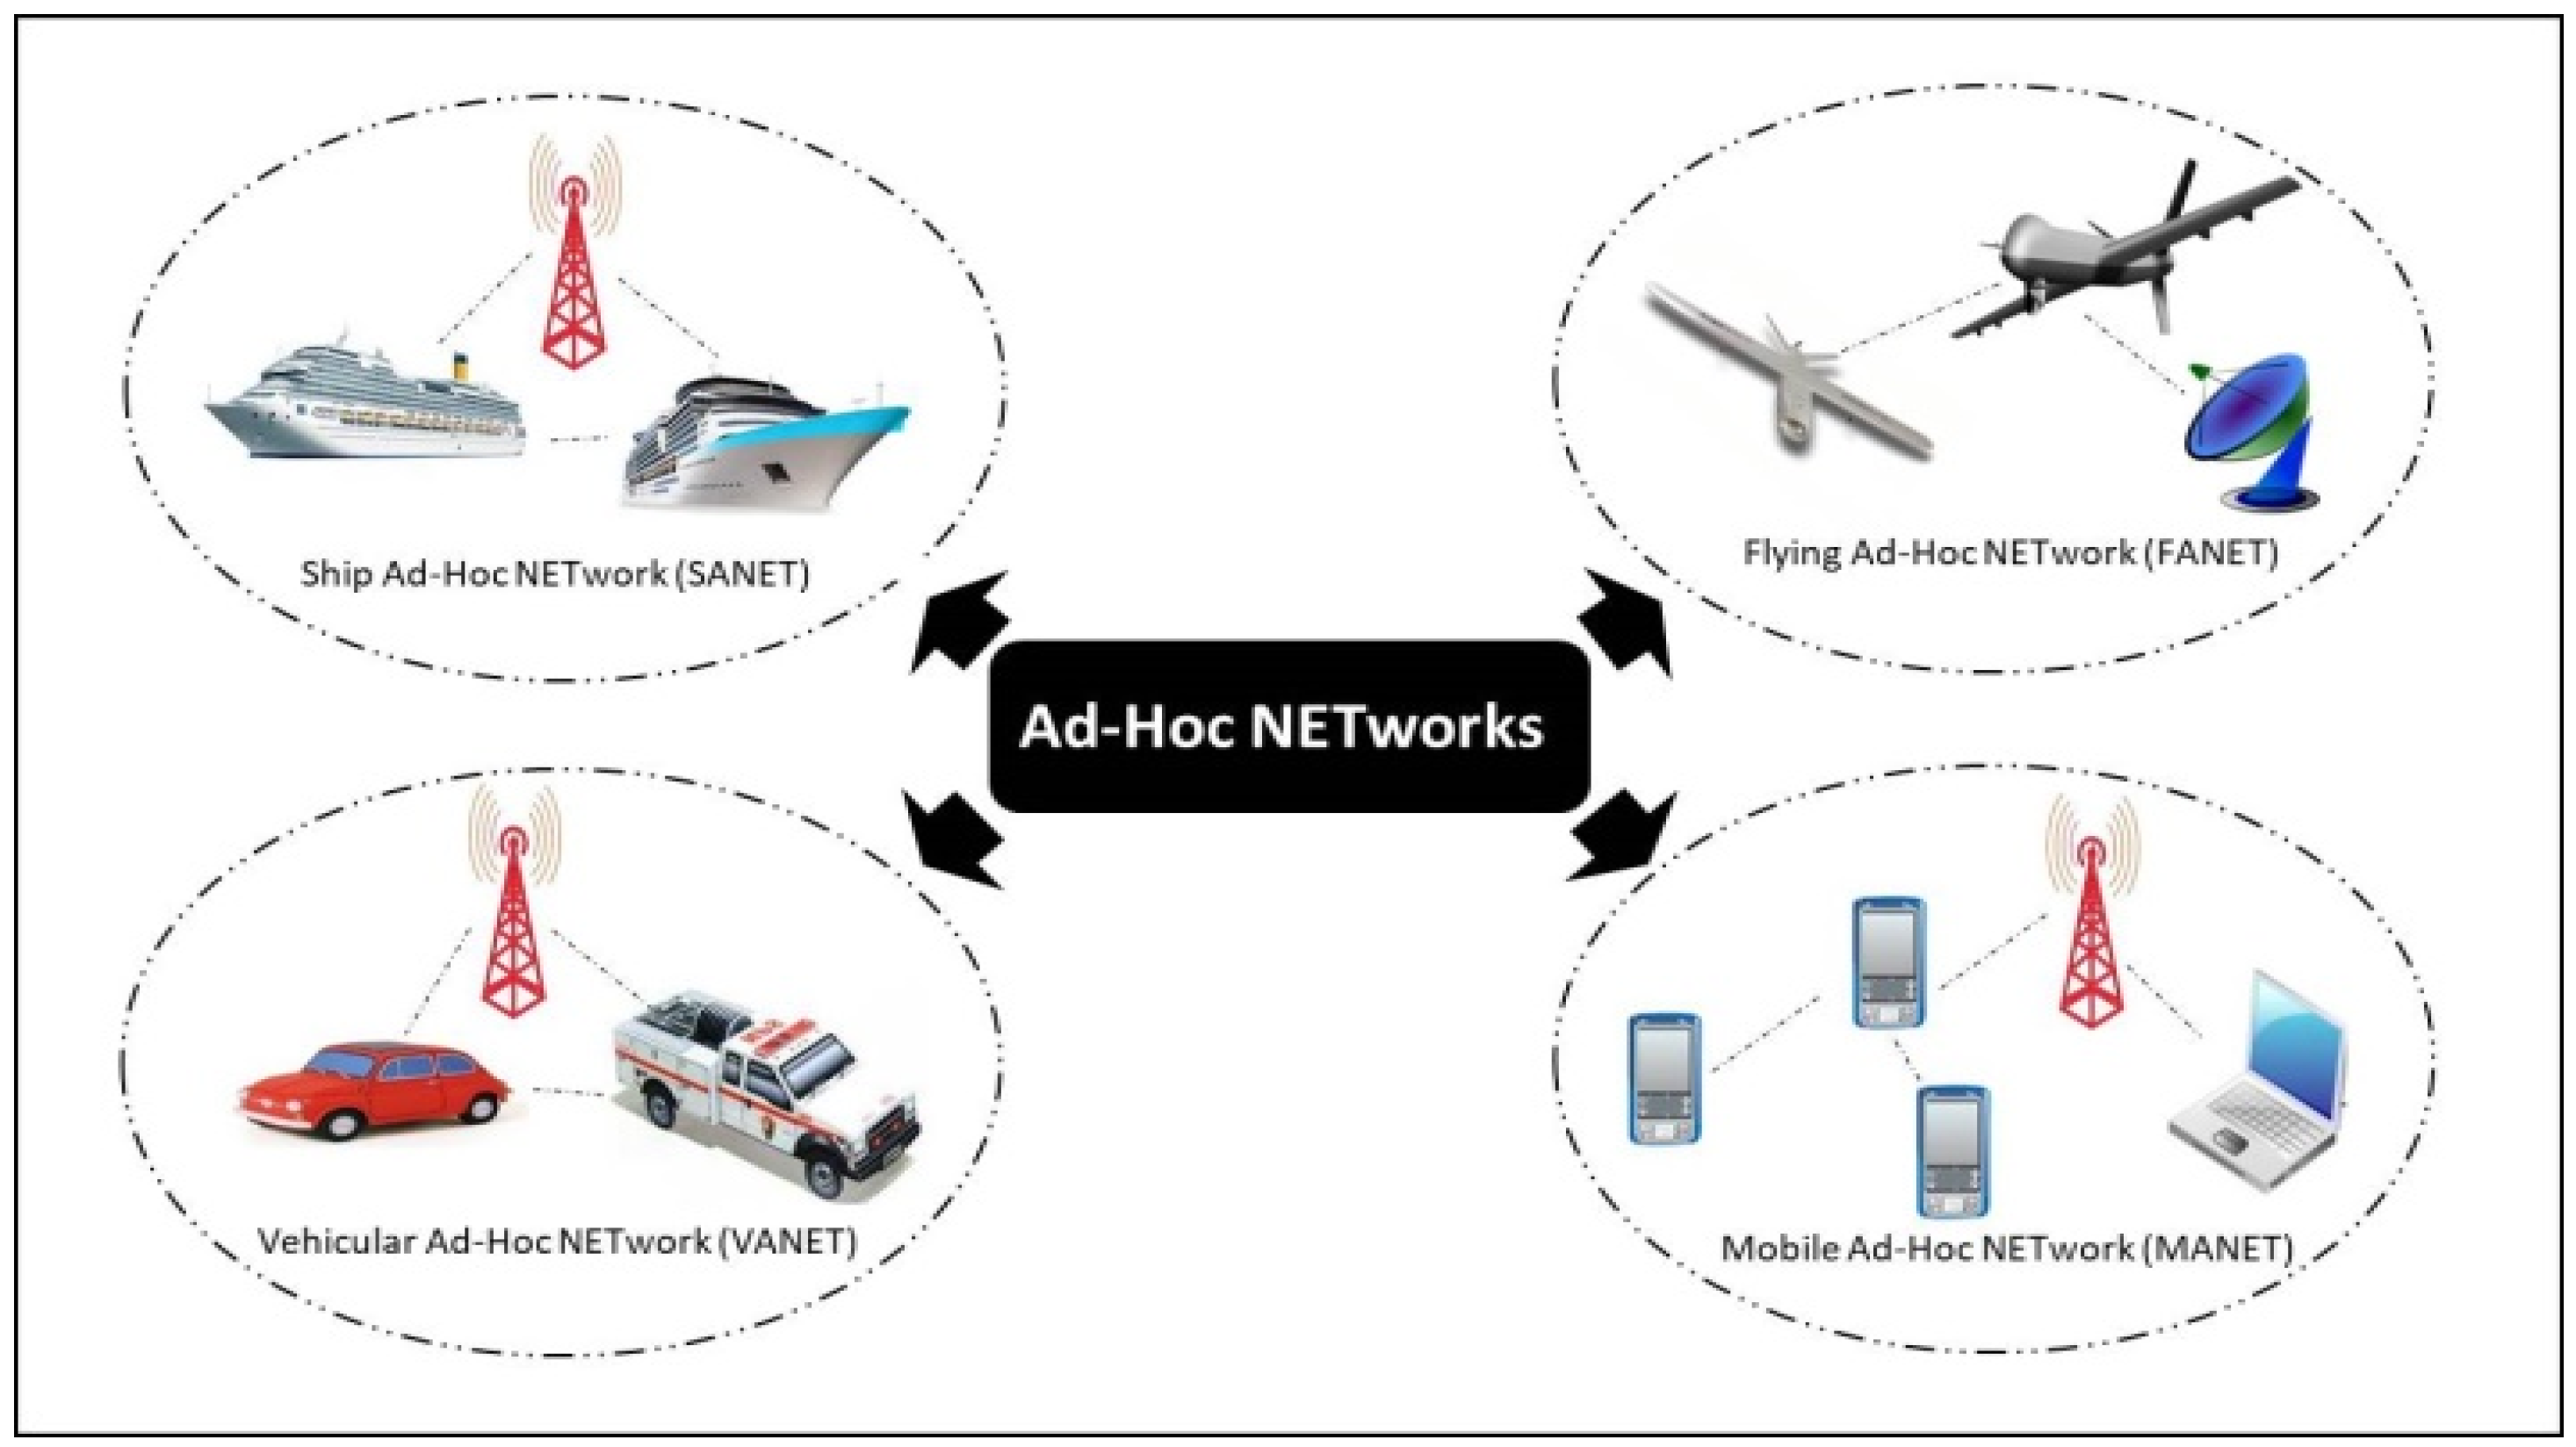 Ship Ad-Hoc NETwork (SANET)
Flying Ad-Hoc NETwork (FANET)
Ad-Hoc NETworks
Vehicular Ad-Hoc NETwork (VANET)
Mobile Ad-Hoc NETwork (MANET)